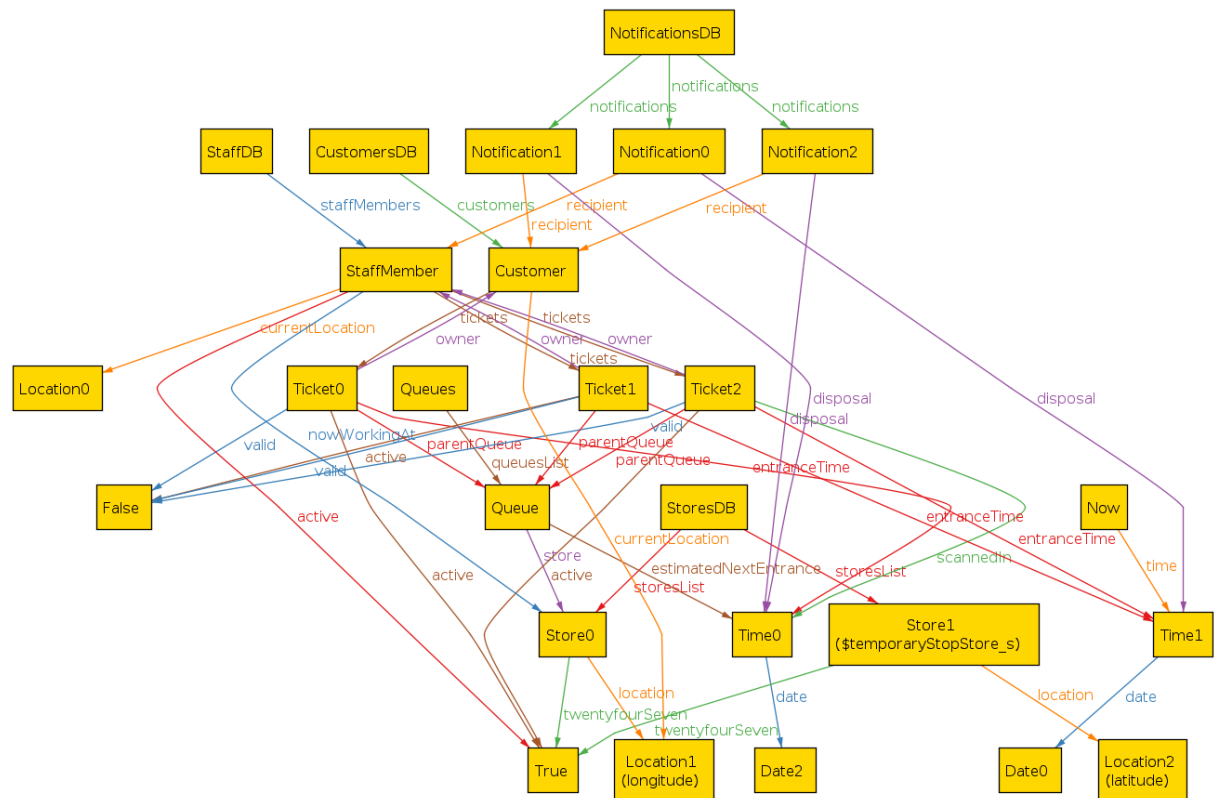 NotificationsDB
notifications
notifications
notifications
StaffDB
CustomersDB
Notification1
Notification0
Notification2
staffMembers
customers
recipient
recipient
recipient
StaffMember
Customer
currentLocation
tickets
tickets
owner
owner
owner
tickets
Location0
Ticket0
Queues
Ticket1
Ticket2
disposal
disposal
disposal
valid
nowWorkingAt
active
valid
parentQueue
queuesList
parentQueue
parentQueue
valid
entranceTime
False
Queue
StoresDB
Now
active
entranceTime
entranceTime
currentLocation
store
active
active
estimatedNextEntrance
storesList
storesList
scannedIn
time
Store0
Time0
Store1
($temporaryStopStore_s)
Time1
location
date
location
date
twentyfourSeven
twentyfourSeven
True
Location1
(longitude)
Date2
Date0
Location2
(latitude)